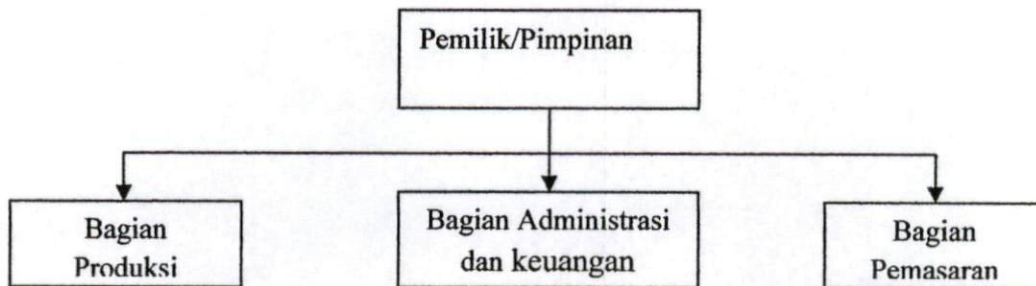 Pemilik/Pimpinan
Bagian
Produksi
Bagian Administrasi
dan keuangan
Bagian
Pemasaran